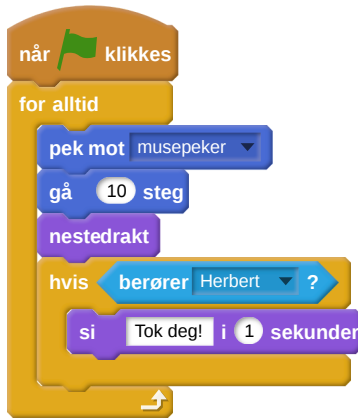 når klikkes
for alltid
pek mot musepeker
gå 10 steg
nestedrakt
hvis berører Herbert ?
si Tok deg! i 1 sekunder